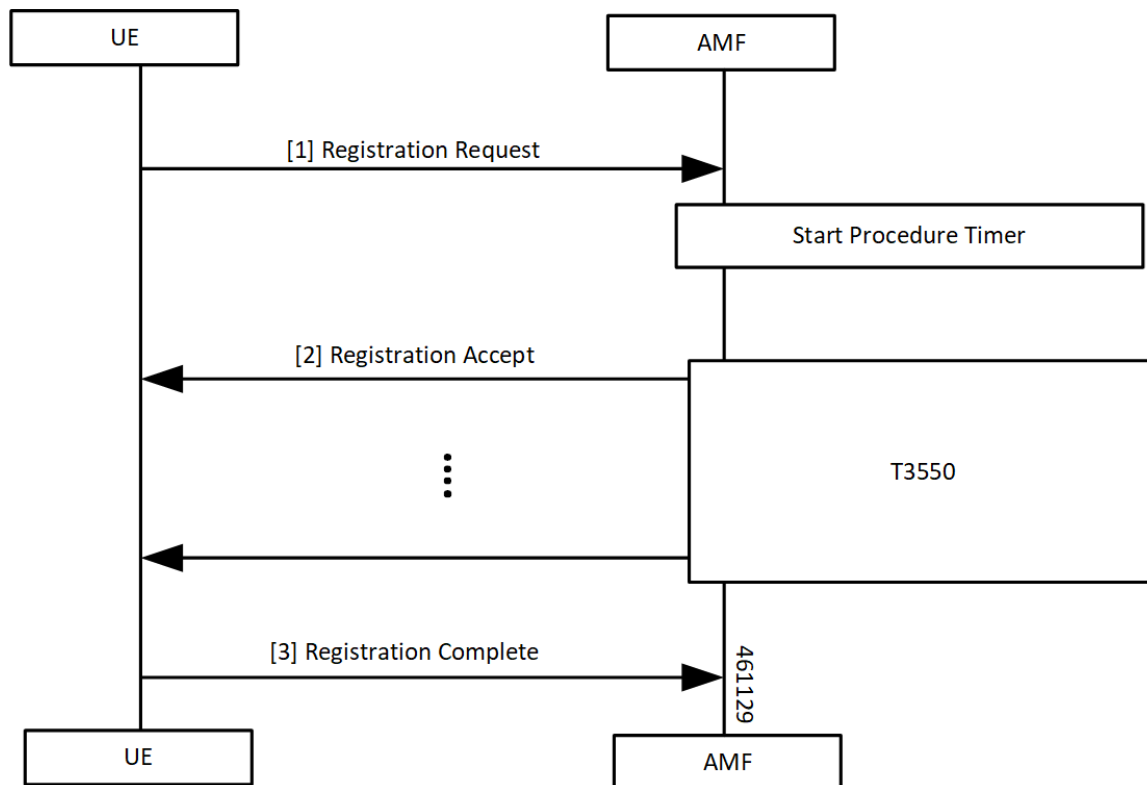 UE
AMF
[1] Registration Request
Start Procedure Timer
[2] Registration Accept
T3550
[3] Registration Complete
461129
UE
AMF